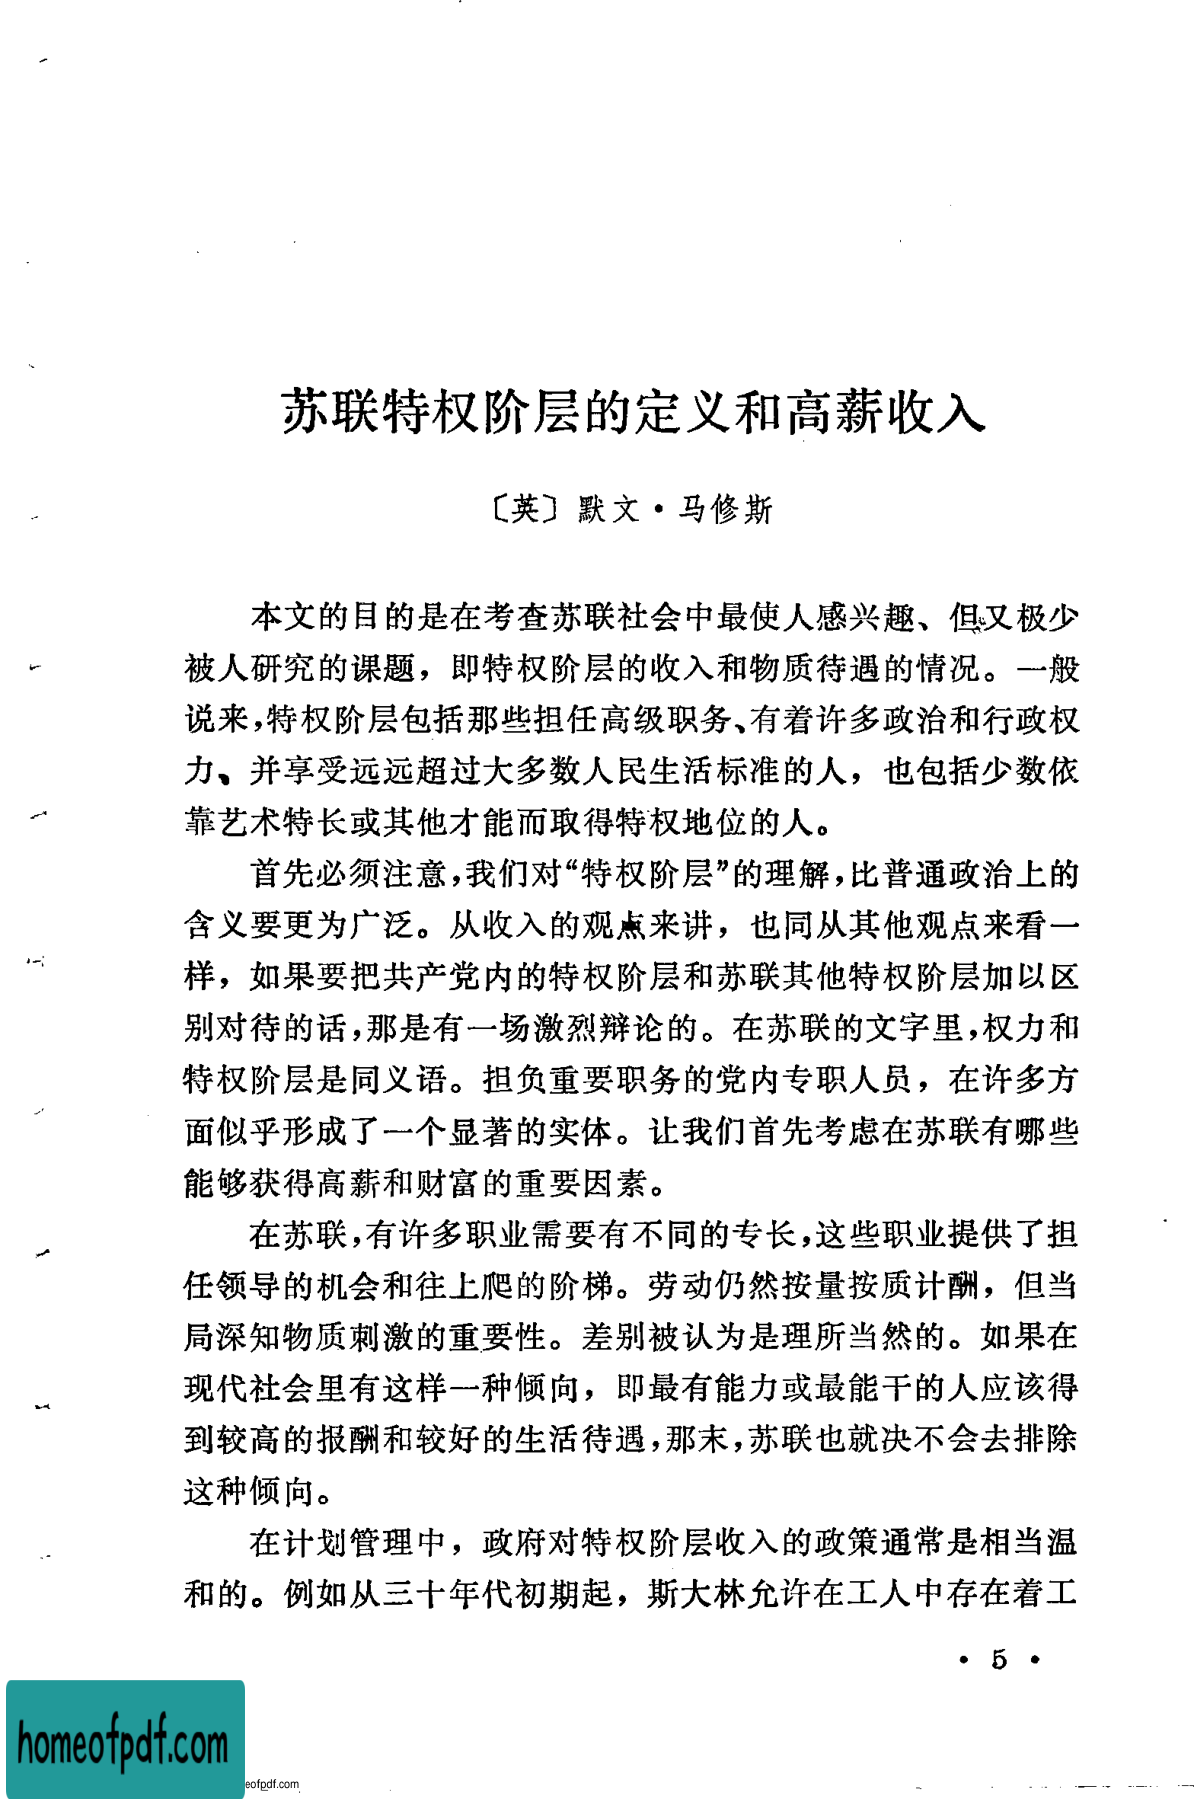 苏联特权阶层的定义和高薪收入
〔英〕默文·马修斯
本文的目的是在考查苏联社会中最使人感兴趣、但又极少
被人研究的课题，即特权阶层的收入和物质待遇的情况。一般
说来，特权阶层包括那些担任高级职务、有着许多政治和行政权
力、并享受远远超过大多数人民生活标准的人，也包括少数依
靠艺术特长或其他才能而取得特权地位的人。
首先必须注意，我们对“特权阶层”的理解，比普通政治上的
含义要更为广泛。从收入的观点来讲，也同从其他观点来看一
样，如果要把共产党内的特权阶层和苏联其他特权阶层加以区
别对待的话，那是有一场激烈辩论的。在苏联的文字里，权力和
特权阶层是同义语。担负重要职务的党内专职人员，在许多方
面似乎形成了一个显著的实体。让我们首先考虑在苏联有哪些
能够获得高薪和财富的重要因素。
在苏联，有许多职业需要有不同的专长，这些职业提供了担
任领导的机会和往上爬的阶梯。劳动仍然按量按质计酬，但当
局深知物质刺激的重要性。差别被认为是理所当然的。如果在
现代社会里有这样一种倾向，即最有能力或最能干的人应该得
到较高的报酬和较好的生活待遇，那末，苏联也就决不会去排除
这种倾向。
在计划管理中，政府对特权阶层收入的政策通常是相当温
和的。例如从三十年代初期起，斯大林允许在工人中存在着工
• 5 •
homeofpdf.com
eofpdf.com